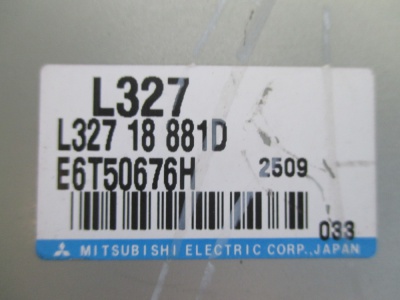 L327
L327 18 881D
E6T50676H 2509
033
MITSUBISHI ELECTRIC CORP., JAPAN